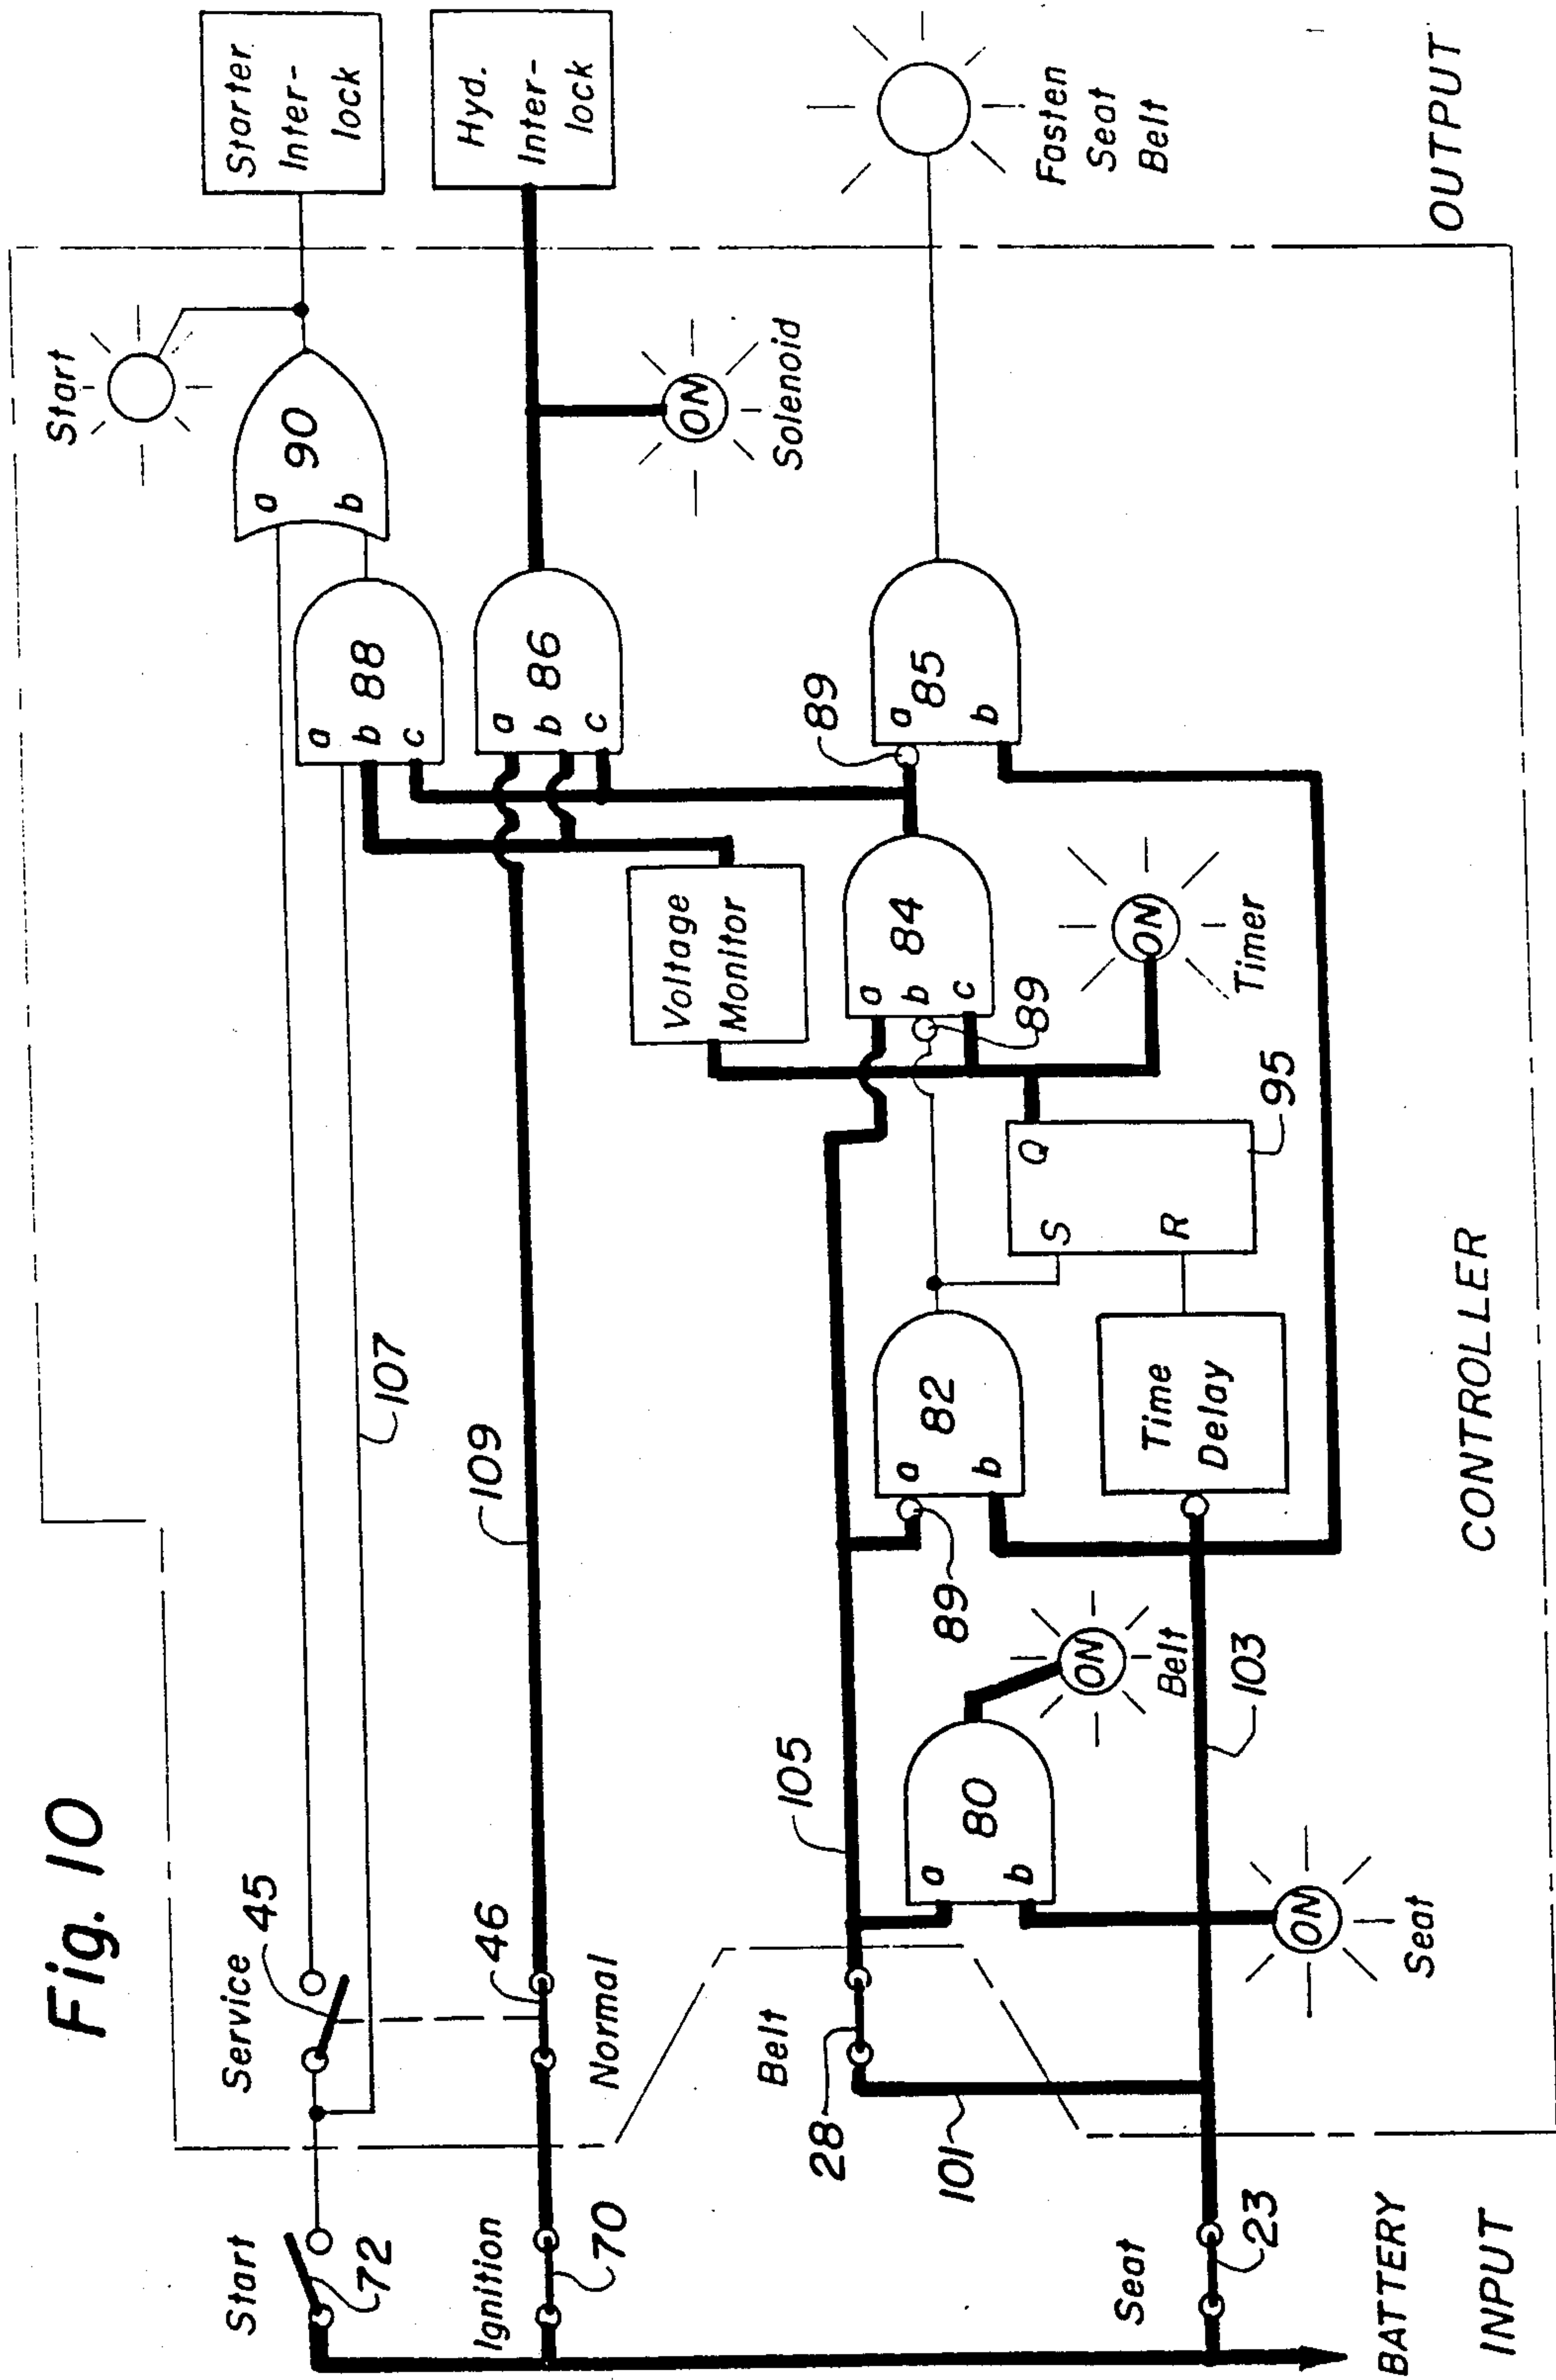 Fig. 10
Start
72
Service
45
107
Start
a
b
c
88
a
b
90
Starter
Inter-
lock
Ignition
70
46
Normal
109
a
b
c
86
Hyd.
Inter-
lock
ON
Solenoid
Voltage
Monitor
Belt
28
101
105
a
b
80
ON
Belt
89
a
b
82
a
b
c
84
89
89
a
b
85
Fasten
Seat
Belt
Seat
23
ON
Seat
103
Time
Delay
S
R
Q
95
ON
Timer
BATTERY
INPUT
CONTROLLER
OUTPUT